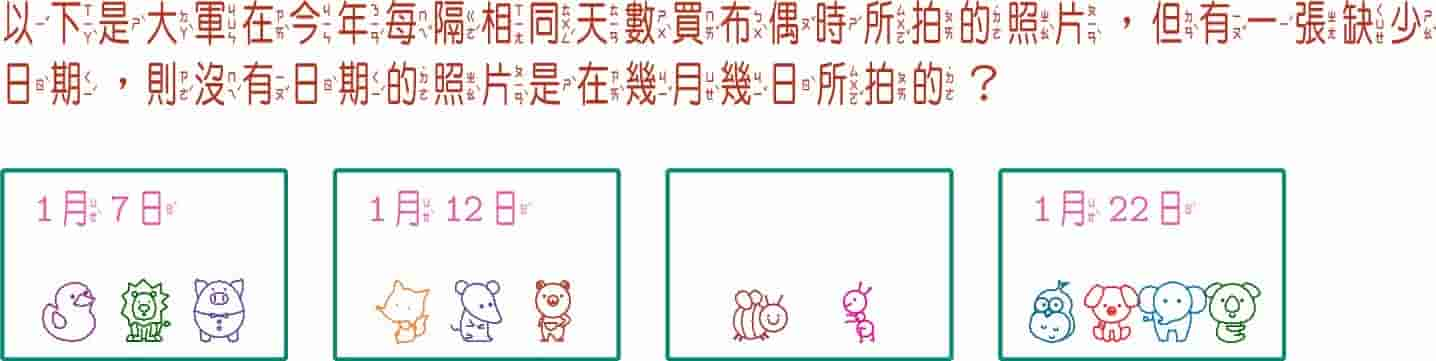 以下是大軍在今年每隔相同天數買布偶時所拍的照片，但有一張缺少
日期，則沒有日期的照片是在幾月幾日所拍的？
1月7日
1月12日
1月22日